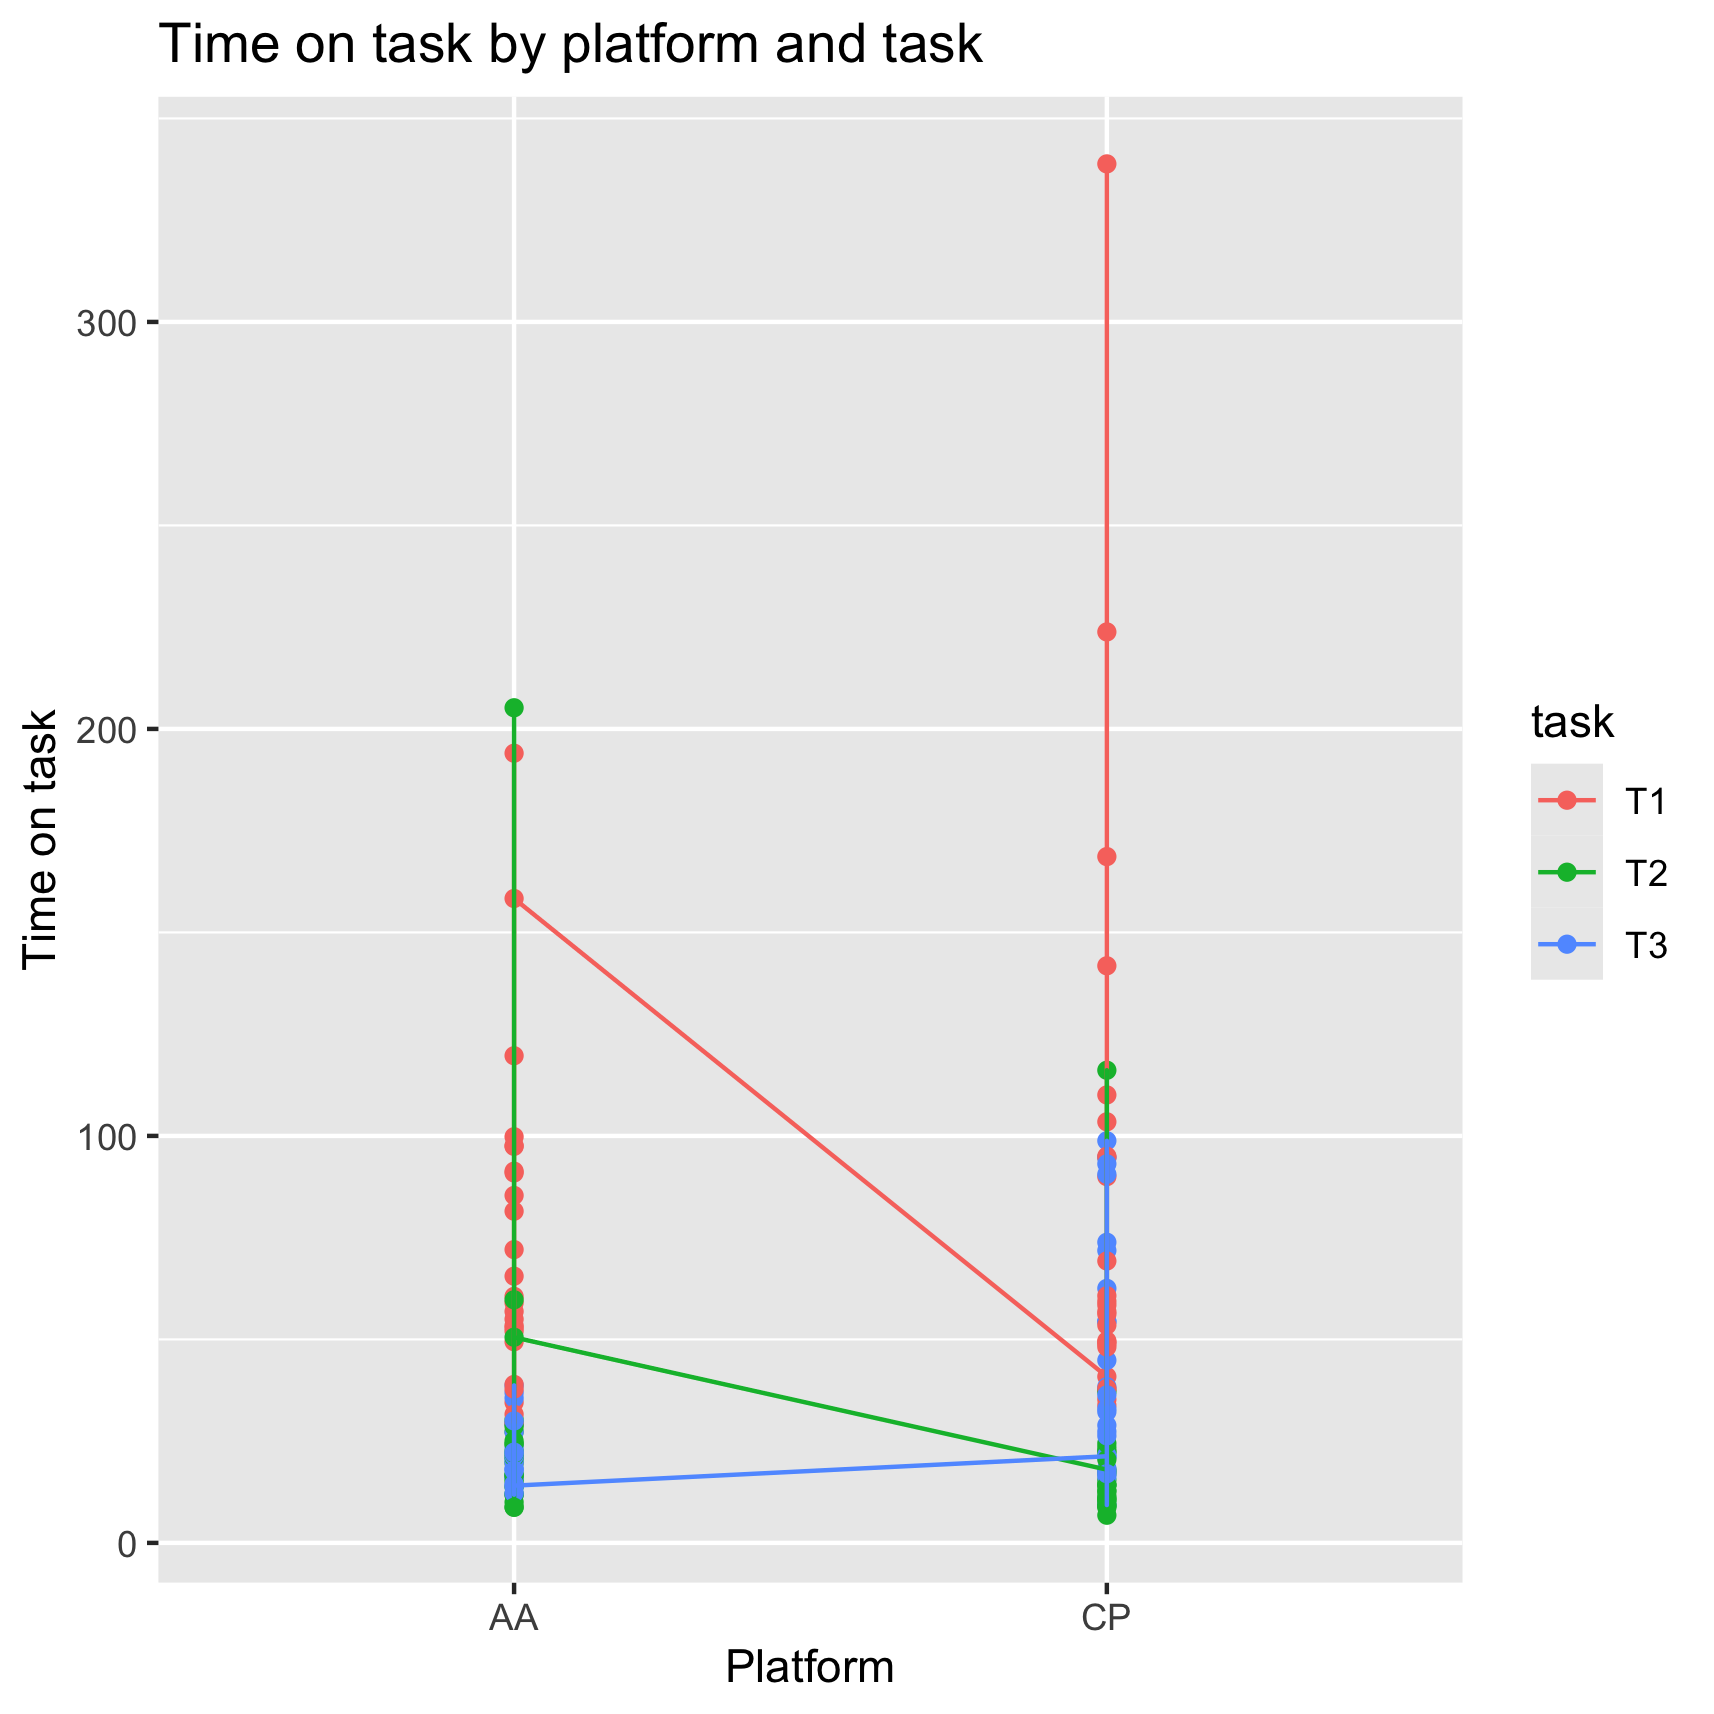 Time on task by platform and task
300
200
100
0
Time on task
AA
CP
Platform
task
T1
T2
T3